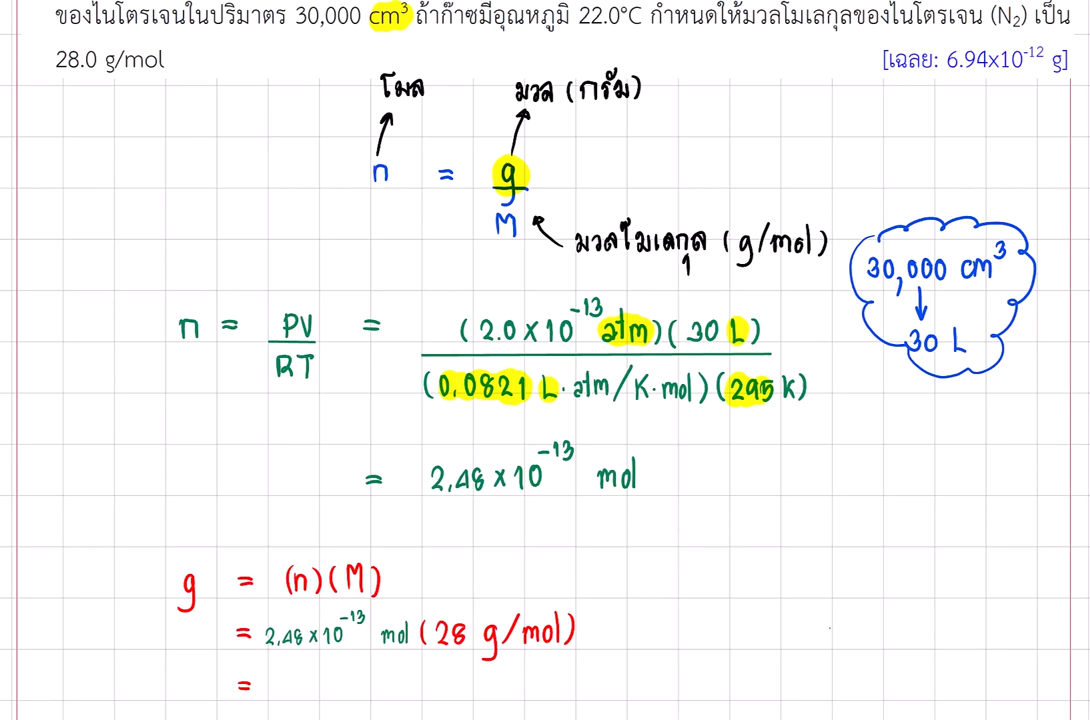 ของไนโตรเจนในปริมาตร 30,000 cm³ ถ้าก๊าซมีอุณหภูมิ 22.0°C กำหนดให้มวลโมเลกุลของไนโตรเจน (N₂) เป็น
28.0 g/mol [เฉลย: 6.94x10⁻¹² g]
โมล มวล (กรัม)
n = g/M
มวลโมเลกุล (g/mol)
30,000 cm³
↓
30 L
n = PV/RT = (2.0 × 10⁻¹³ atm)(30 L) / (0.0821 L·atm/K·mol)(295 K)
= 2.48 × 10⁻¹³ mol
g = (n)(M)
= 2.48 × 10⁻¹³ mol (28 g/mol)
=